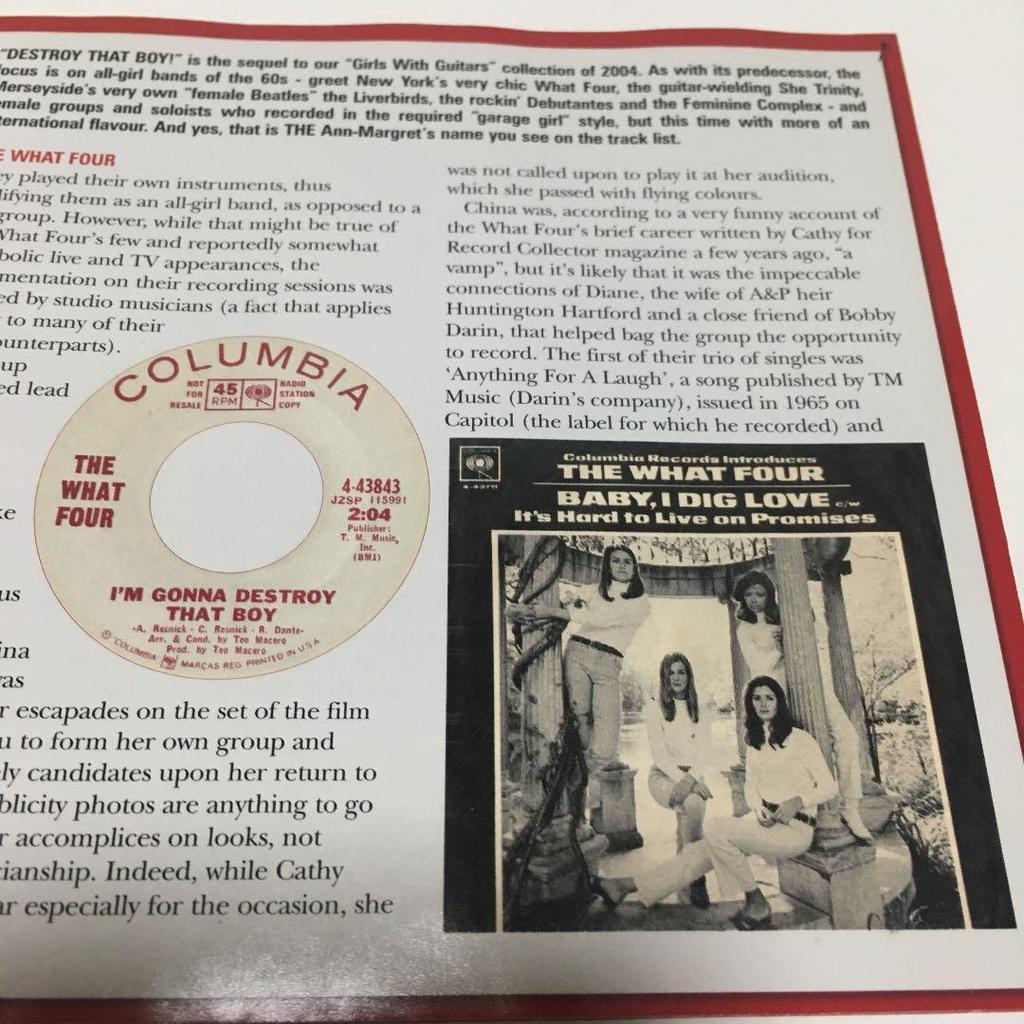 "DESTROY THAT BOY!" is the sequel to our "Girls With Guitars" collection of 2004. As with its predecessor, the
focus is on all-girl bands of the 60s - greet New York's very chic What Four, the guitar-wielding She Trinity,
Merseyside's very own "female Beatles" the Liverbirds, the rockin' Debutantes and the Feminine Complex - and
emale groups and soloists who recorded in the required "garage girl" style, but this time with more of an
ternational flavour. And yes, that is THE Ann-Margret's name you see on the track list.
E WHAT FOUR
ey played their own instruments, thus
lifying them as an all-girl band, as opposed to a
group. However, while that might be true of
What Four's few and reportedly somewhat
bolic live and TV appearances, the
mentation on their recording sessions was
ed by studio musicians (a fact that applies
to many of their
ounterparts).
up
ed lead
ke
us
ina
was
r escapades on the set of the film
u to form her own group and
ly candidates upon her return to
blicity photos are anything to go
r accomplices on looks, not
cianship. Indeed, while Cathy
ar especially for the occasion, she
COLUMBIA
NOT FOR RESALE
45 RPM
RADIO STATION COPY
THE
WHAT
FOUR
4-43843
JZSP 115991
2:04
Publisher:
T. M. Music,
Inc.
(BMI)
I'M GONNA DESTROY
THAT BOY
-A. Resnick - C. Resnick - R. Dante-
Arr. & Cond. by Teo Macero
Prod. by Teo Macero
© "COLUMBIA" MARCAS REG. PRINTED IN U.S.A.
was not called upon to play it at her audition,
which she passed with flying colours.
China was, according to a very funny account of
the What Four's brief career written by Cathy for
Record Collector magazine a few years ago, "a
vamp", but it's likely that it was the impeccable
connections of Diane, the wife of A&P heir
Huntington Hartford and a close friend of Bobby
Darin, that helped bag the group the opportunity
to record. The first of their trio of singles was
'Anything For A Laugh', a song published by TM
Music (Darin's company), issued in 1965 on
Capitol (the label for which he recorded) and
Columbia Records Introduces
THE WHAT FOUR
BABY, I DIG LOVE c/w
It's Hard to Live on Promises